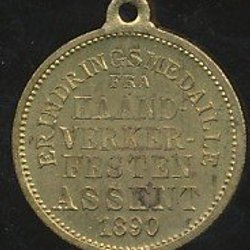 ERINDRINGSMEDAILLE
FRA
HAAND-
VERKER-
FESTEN
ASSENT
1890